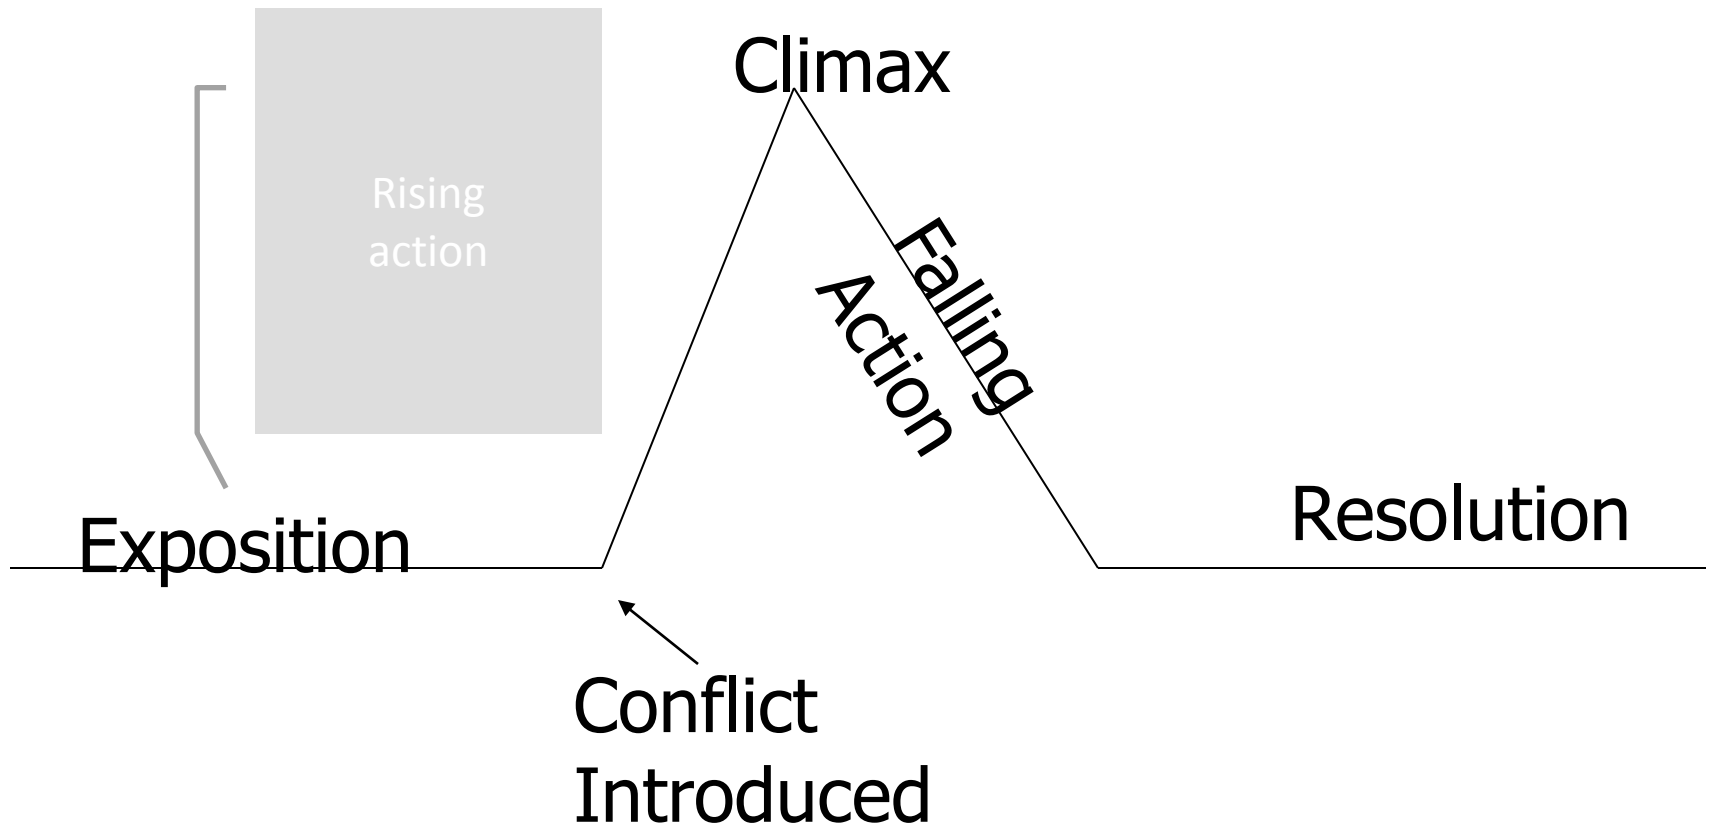 Climax
Rising
action
Falling
Action
Exposition
Resolution
Conflict
Introduced